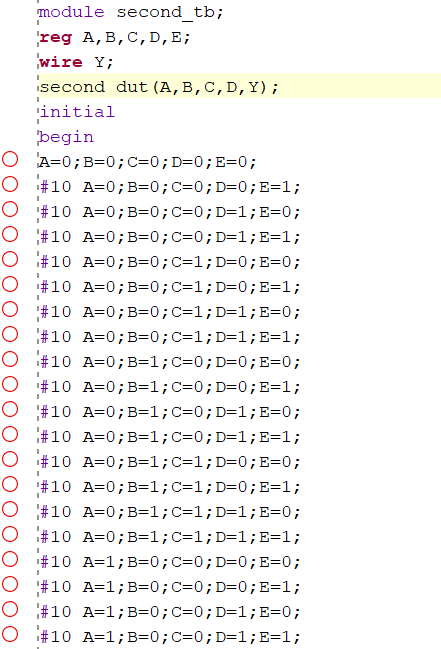 module second_tb;
reg A,B,C,D,E;
wire Y;
second dut(A,B,C,D,Y);
initial
begin
A=0;B=0;C=0;D=0;E=0;
#10 A=0;B=0;C=0;D=0;E=1;
#10 A=0;B=0;C=0;D=1;E=0;
#10 A=0;B=0;C=0;D=1;E=1;
#10 A=0;B=0;C=1;D=0;E=0;
#10 A=0;B=0;C=1;D=0;E=1;
#10 A=0;B=0;C=1;D=1;E=0;
#10 A=0;B=0;C=1;D=1;E=1;
#10 A=0;B=1;C=0;D=0;E=0;
#10 A=0;B=1;C=0;D=0;E=1;
#10 A=0;B=1;C=0;D=1;E=0;
#10 A=0;B=1;C=0;D=1;E=1;
#10 A=0;B=1;C=1;D=0;E=0;
#10 A=0;B=1;C=1;D=0;E=1;
#10 A=0;B=1;C=1;D=1;E=0;
#10 A=0;B=1;C=1;D=1;E=1;
#10 A=1;B=0;C=0;D=0;E=0;
#10 A=1;B=0;C=0;D=0;E=1;
#10 A=1;B=0;C=0;D=1;E=0;
#10 A=1;B=0;C=0;D=1;E=1;